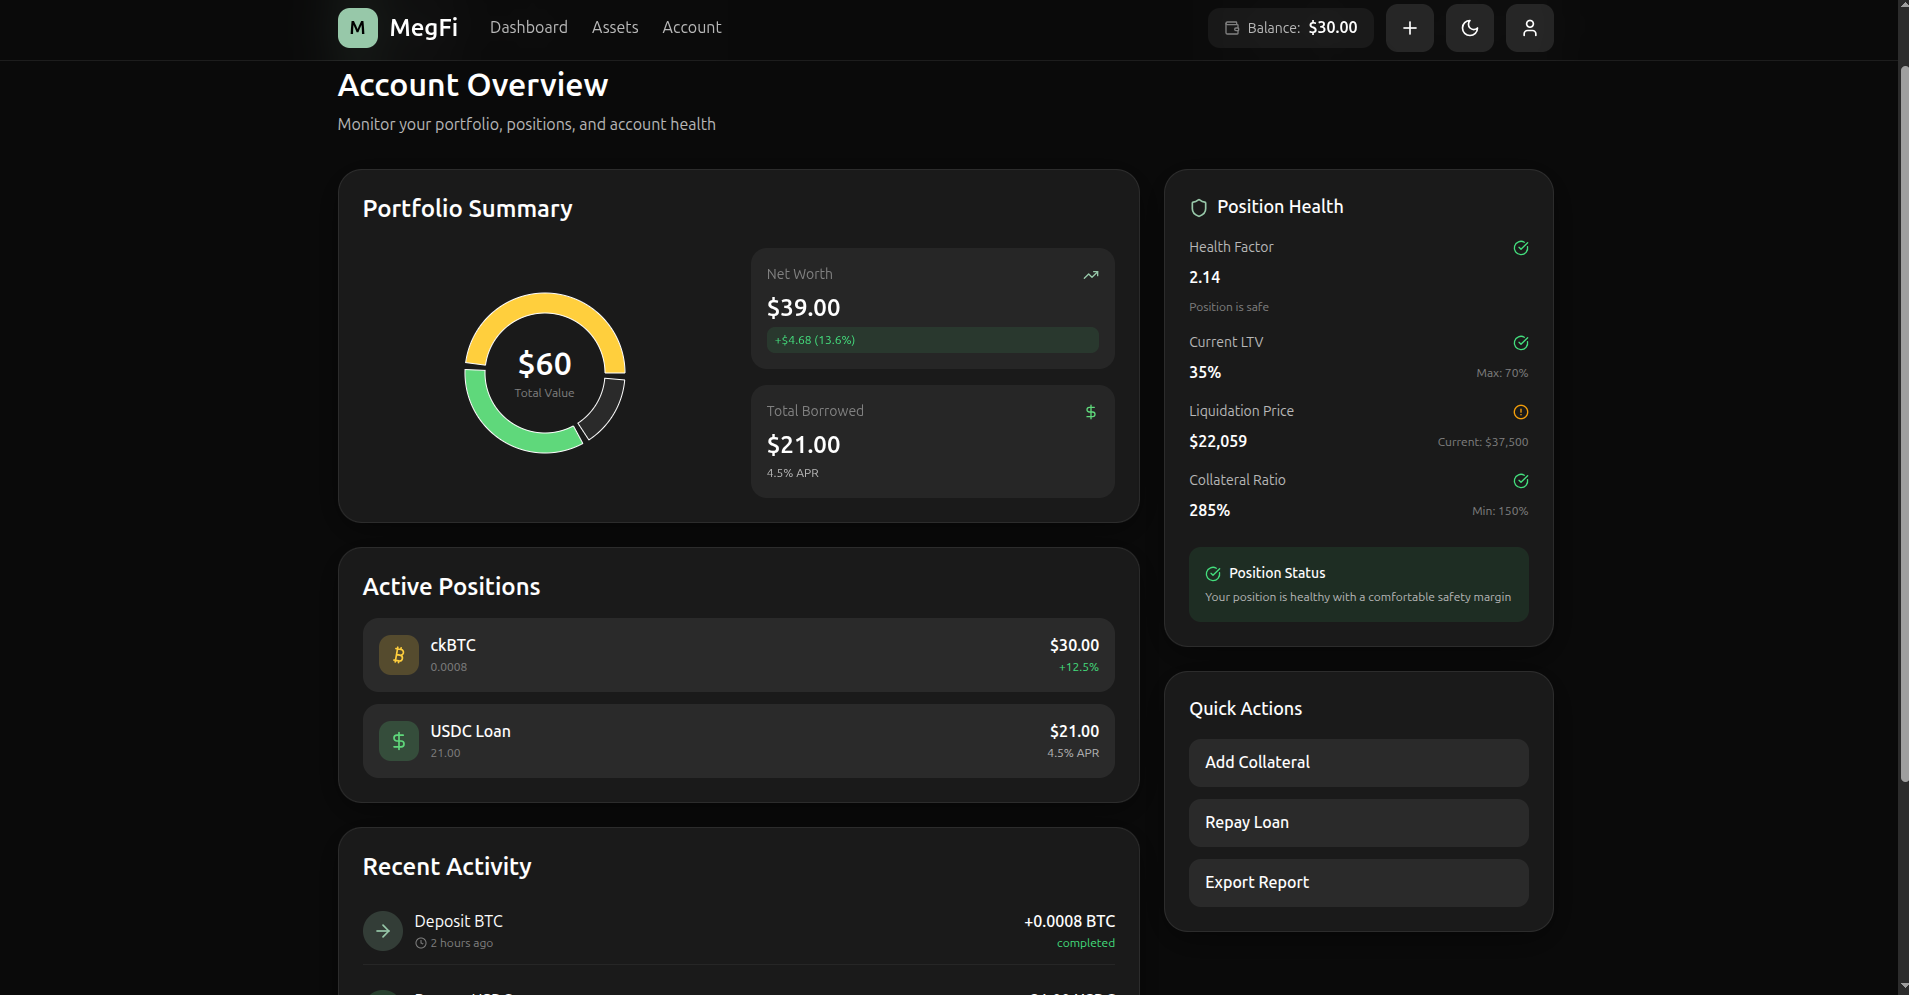 M MegFi Dashboard Assets Account Balance: $30.00
Account Overview
Monitor your portfolio, positions, and account health
Portfolio Summary
$60
Total Value
Net Worth
$39.00
+$4.68 (13.6%)
Total Borrowed
$21.00
4.5% APR
Active Positions
ckBTC $30.00
0.0008 +12.5%
USDC Loan $21.00
21.00 4.5% APR
Recent Activity
Deposit BTC +0.0008 BTC
2 hours ago completed
Position Health
Health Factor
2.14
Position is safe
Current LTV
35% Max: 70%
Liquidation Price
$22,059 Current: $37,500
Collateral Ratio
285% Min: 150%
Position Status
Your position is healthy with a comfortable safety margin
Quick Actions
Add Collateral
Repay Loan
Export Report